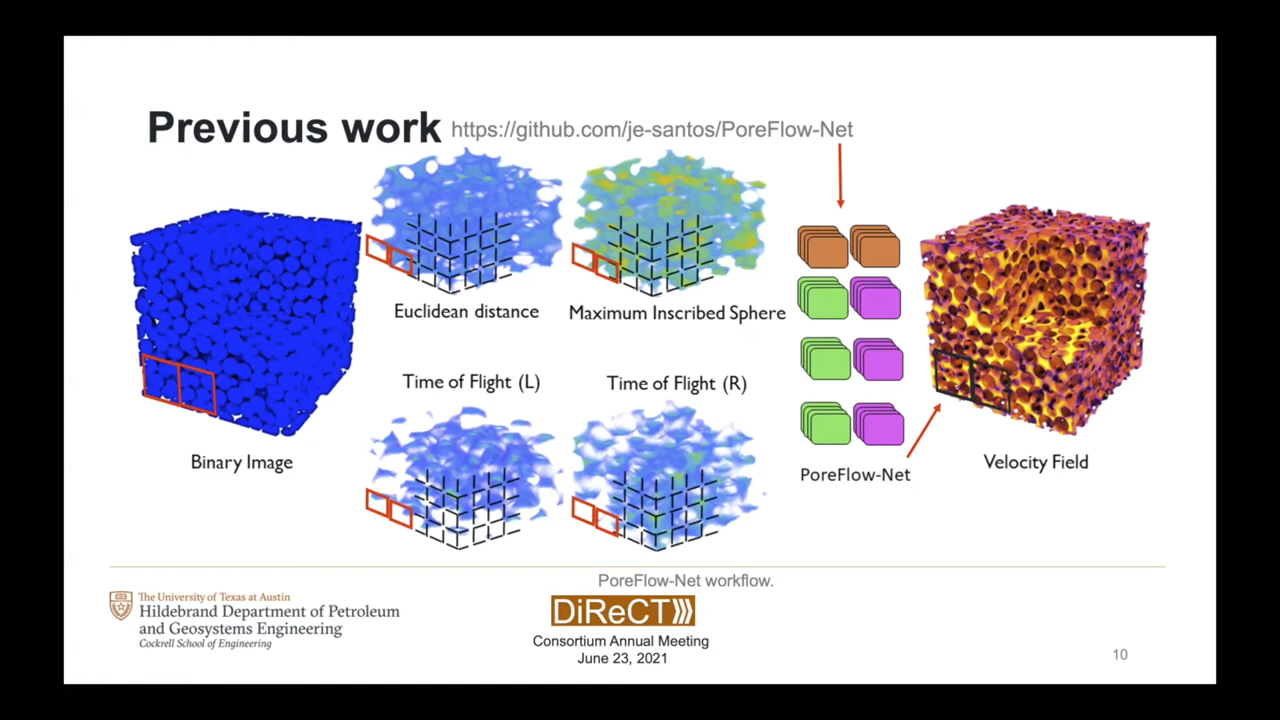 Previous work https://github.com/je-santos/PoreFlow-Net
Euclidean distance
Maximum Inscribed Sphere
Time of Flight (L)
Time of Flight (R)
Binary Image
PoreFlow-Net
Velocity Field
PoreFlow-Net workflow.
The University of Texas at Austin
Hildebrand Department of Petroleum
and Geosystems Engineering
Cockrell School of Engineering
DiReCT
Consortium Annual Meeting
June 23, 2021
10